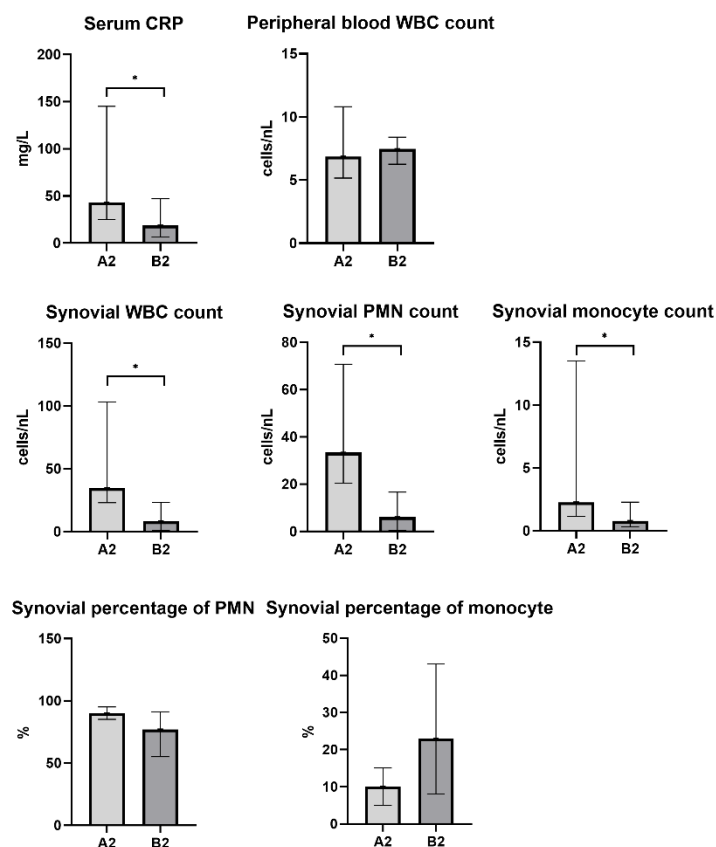 Serum CRP
200
150
100
50
0
mg/L
*
A2 B2
Peripheral blood WBC count
15
10
5
0
cells/nL
A2 B2
Synovial WBC count
150
100
50
0
cells/nL
*
A2 B2
Synovial PMN count
80
60
40
20
0
cells/nL
*
A2 B2
Synovial monocyte count
15
10
5
0
cells/nL
*
A2 B2
Synovial percentage of PMN
150
100
50
0
%
A2 B2
Synovial percentage of monocyte
50
40
30
20
10
0
%
A2 B2